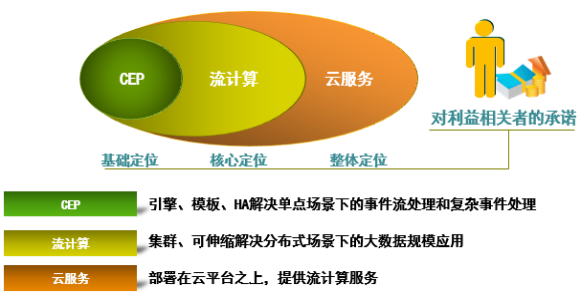 CEP
流计算
云服务
对利益相关者的承诺
基础定位
核心定位
整体定位
CEP
引擎、模板、HA解决单点场景下的事件流处理和复杂事件处理
流计算
集群、可伸缩解决分布式场景下的大数据规模应用
云服务
部署在云平台之上，提供流计算服务